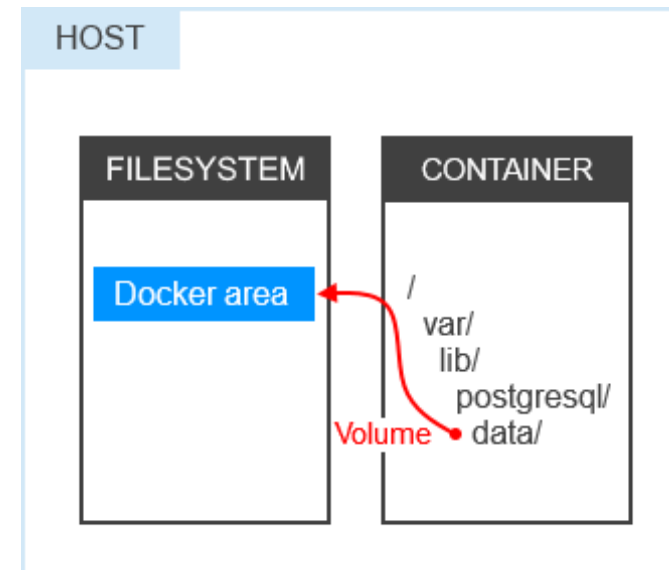 HOST
FILESYSTEM
CONTAINER
Docker area
/
var/
lib/
postgresql/
Volume
data/